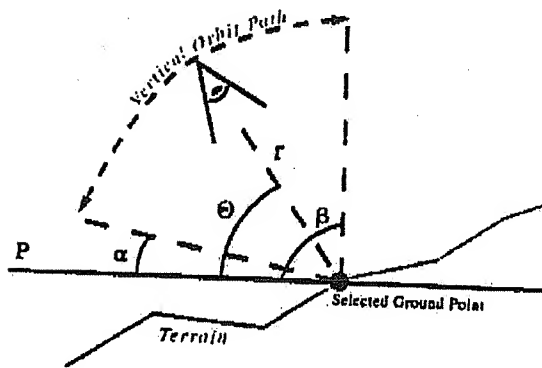 Vertical Orbit Path
r
Θ
β
P
α
Selected Ground Point
Terrain